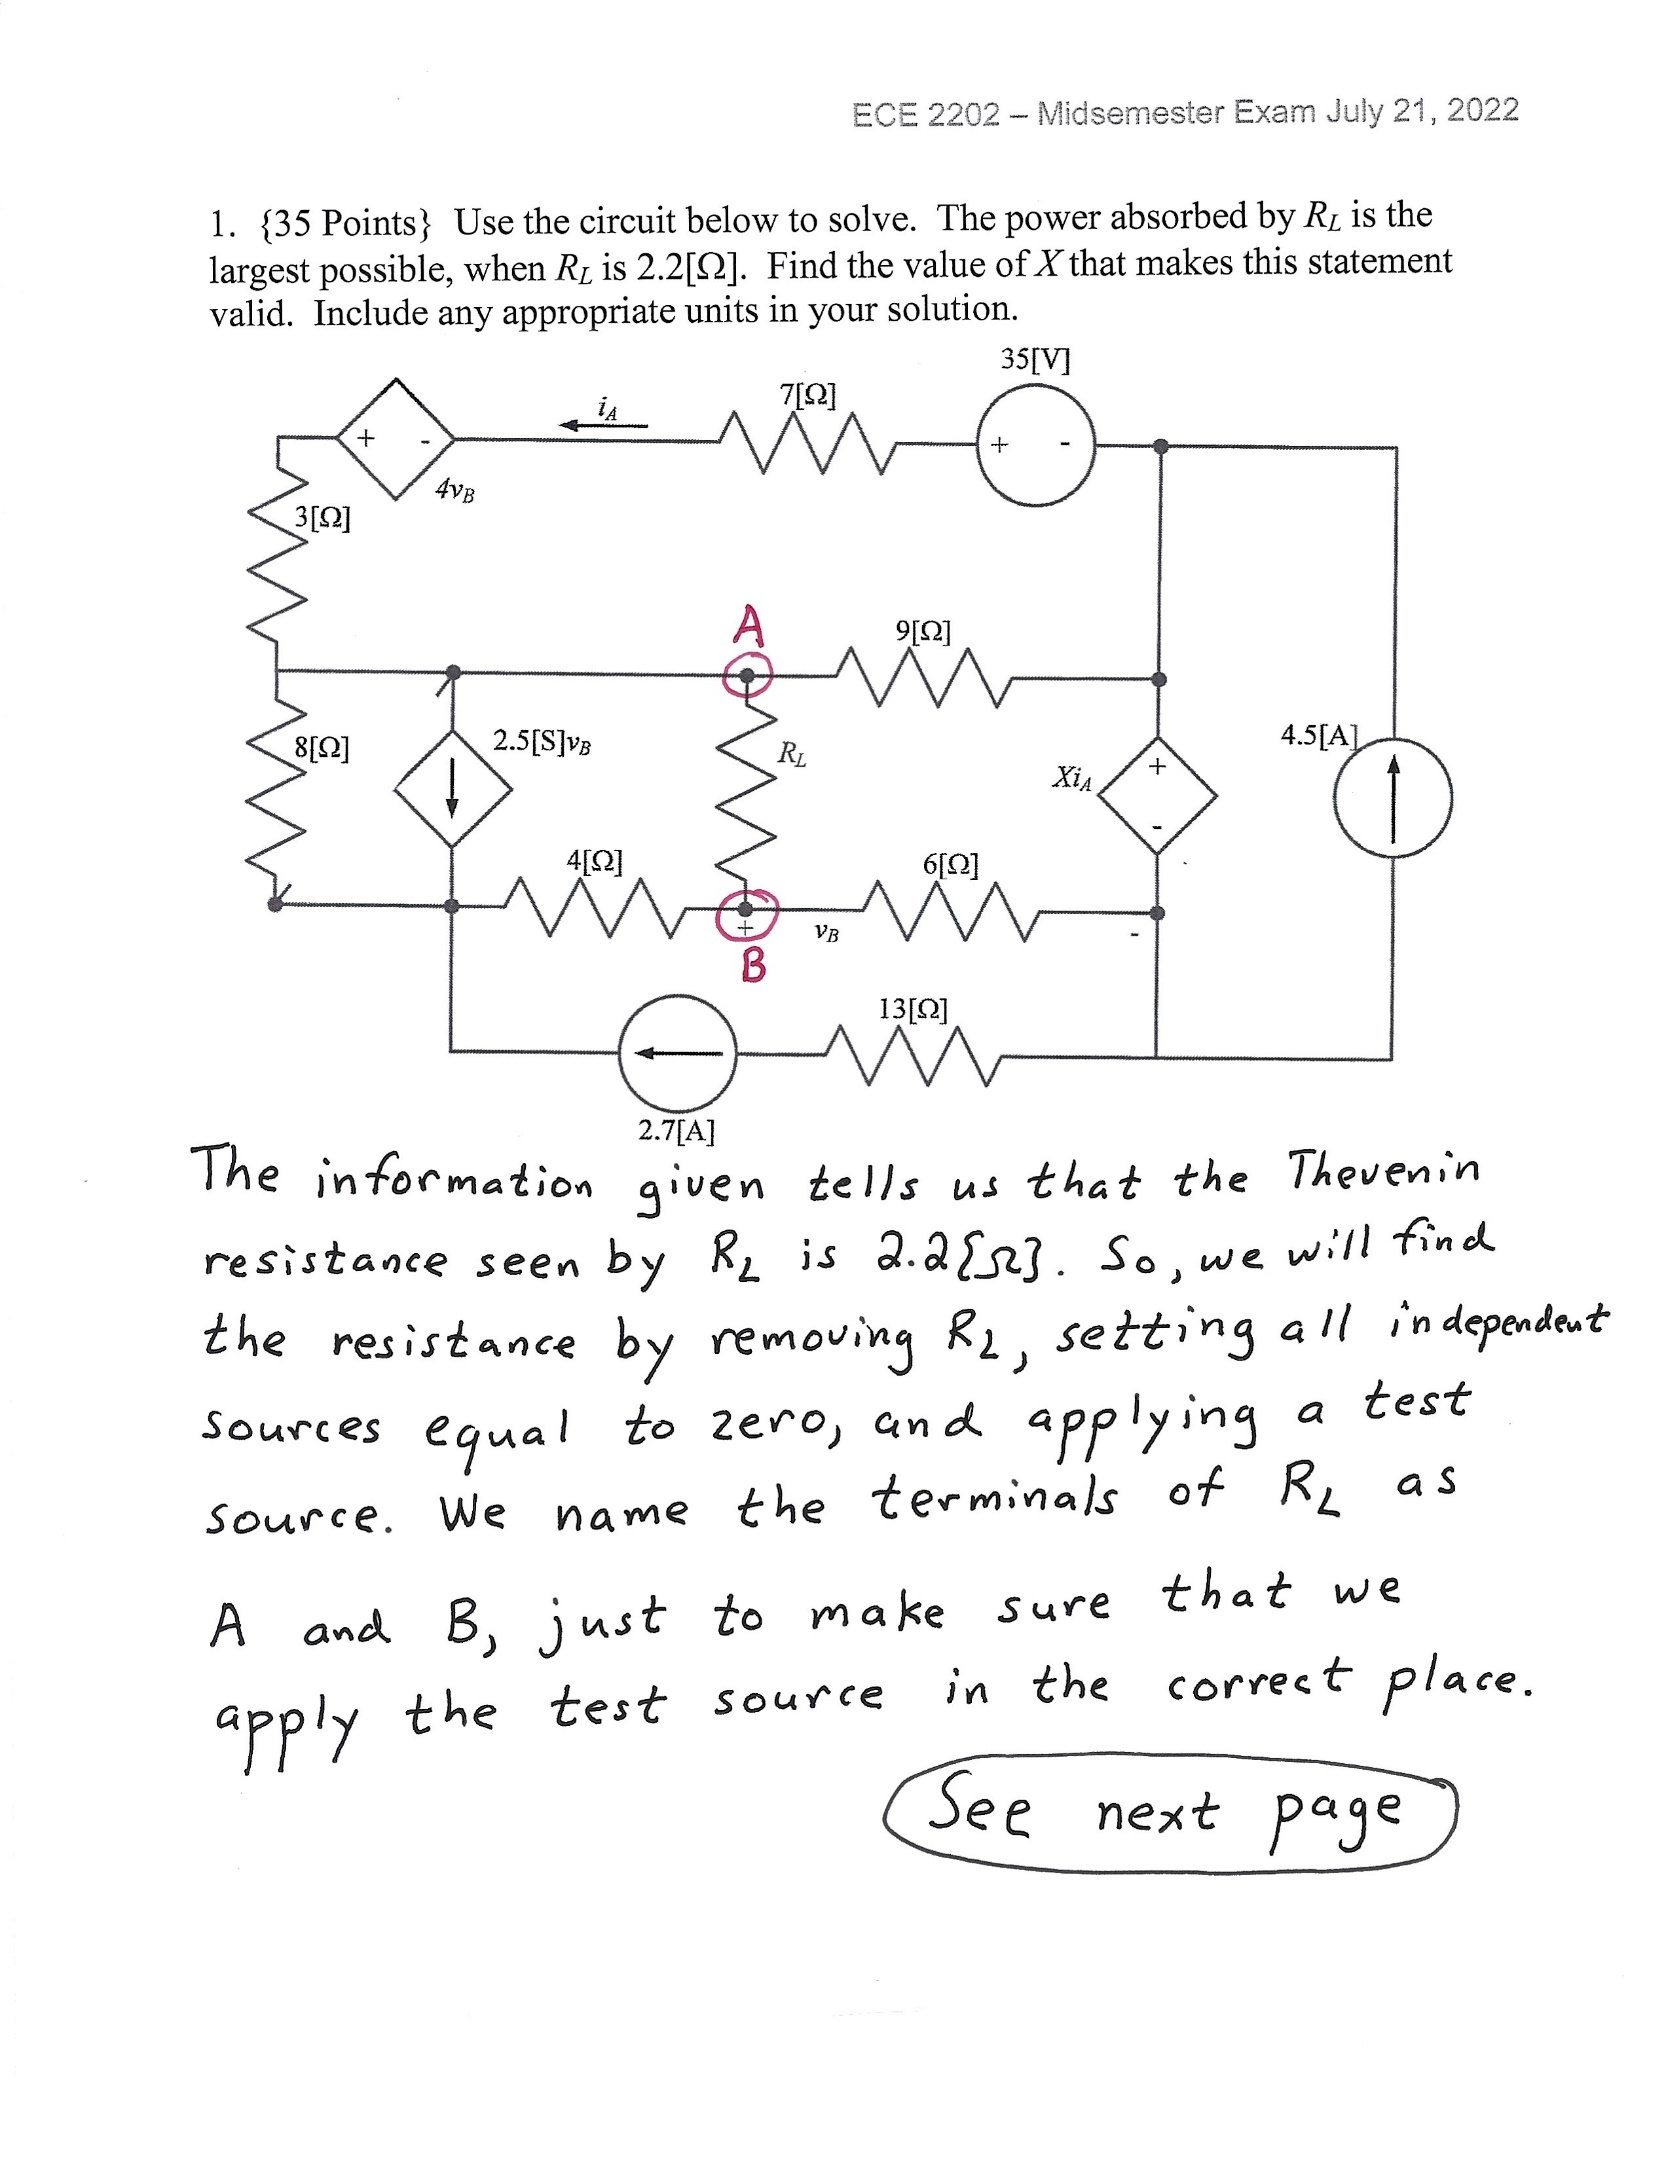 ECE 2202 – Midsemester Exam July 21, 2022
1. {35 Points} Use the circuit below to solve. The power absorbed by RL is the
largest possible, when RL is 2.2[Ω]. Find the value of X that makes this statement
valid. Include any appropriate units in your solution.
35[V]
7[Ω]
iA
+ -
+ -
4vB
3[Ω]
A
9[Ω]
8[Ω]
2.5[S]vB
RL
XiA
+
-
4.5[A]
4[Ω]
6[Ω]
+
vB
-
B
13[Ω]
2.7[A]
The information given tells us that the Thevenin
resistance seen by RL is 2.2[Ω]. So, we will find
the resistance by removing RL, setting all independent
sources equal to zero, and applying a test
source. We name the terminals of RL as
A and B, just to make sure that we
apply the test source in the correct place.
See next page